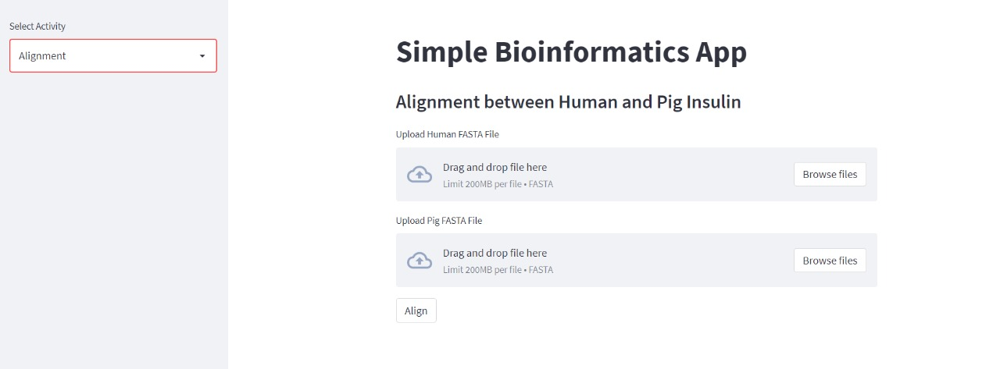 Select Activity
Alignment
Simple Bioinformatics App
Alignment between Human and Pig Insulin
Upload Human FASTA File
Drag and drop file here
Limit 200MB per file • FASTA
Browse files
Upload Pig FASTA File
Drag and drop file here
Limit 200MB per file • FASTA
Browse files
Align